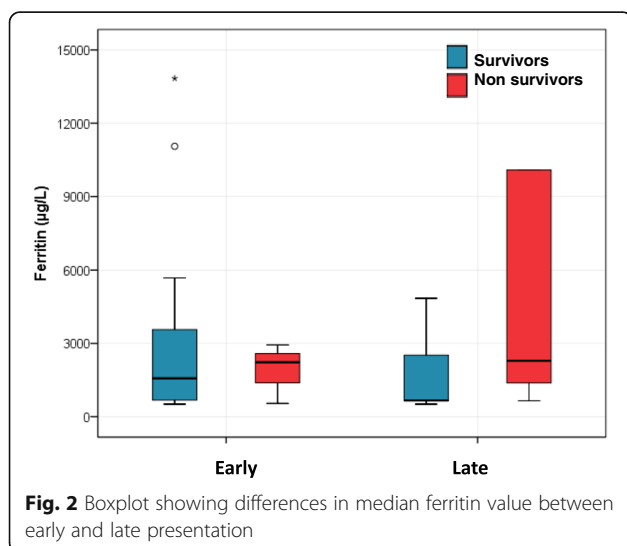 15000
12000
9000
6000
3000
0
Ferritin (µg/L)
Survivors
Non survivors
*
Early
Late
Fig. 2 Boxplot showing differences in median ferritin value between
early and late presentation